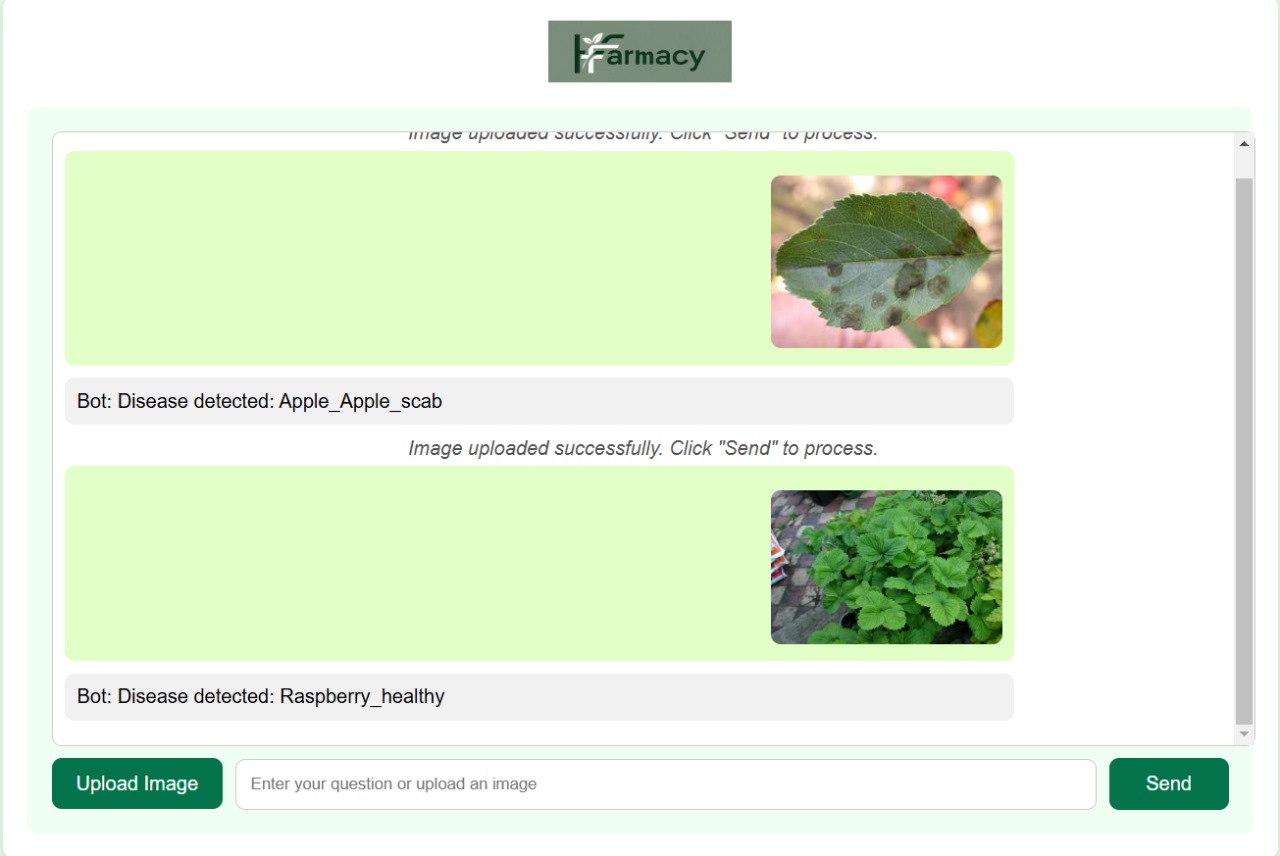 Farmacy
Image uploaded successfully. Click "Send" to process.
Bot: Disease detected: Apple_Apple_scab
Image uploaded successfully. Click "Send" to process.
Bot: Disease detected: Raspberry_healthy
Upload Image
Enter your question or upload an image
Send